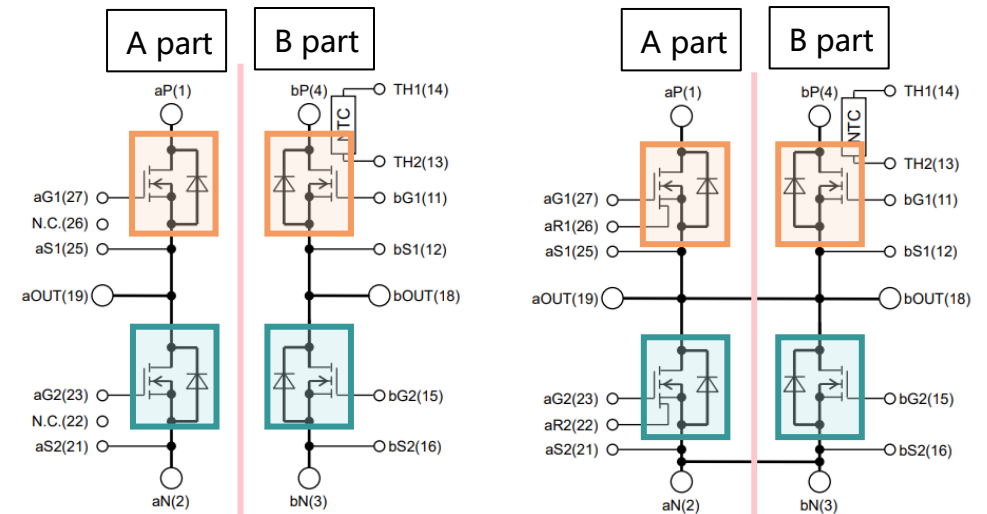 A part
B part
aP(1)
bP(4)
TH1(14)
NTC
TH2(13)
aG1(27)
bG1(11)
N.C.(26)
aS1(25)
bS1(12)
aOUT(19)
bOUT(18)
aG2(23)
bG2(15)
N.C.(22)
aS2(21)
bS2(16)
aN(2)
bN(3)
A part
B part
aP(1)
bP(4)
TH1(14)
NTC
TH2(13)
aG1(27)
bG1(11)
aR1(26)
aS1(25)
bS1(12)
aOUT(19)
bOUT(18)
aG2(23)
bG2(15)
aR2(22)
aS2(21)
bS2(16)
aN(2)
bN(3)